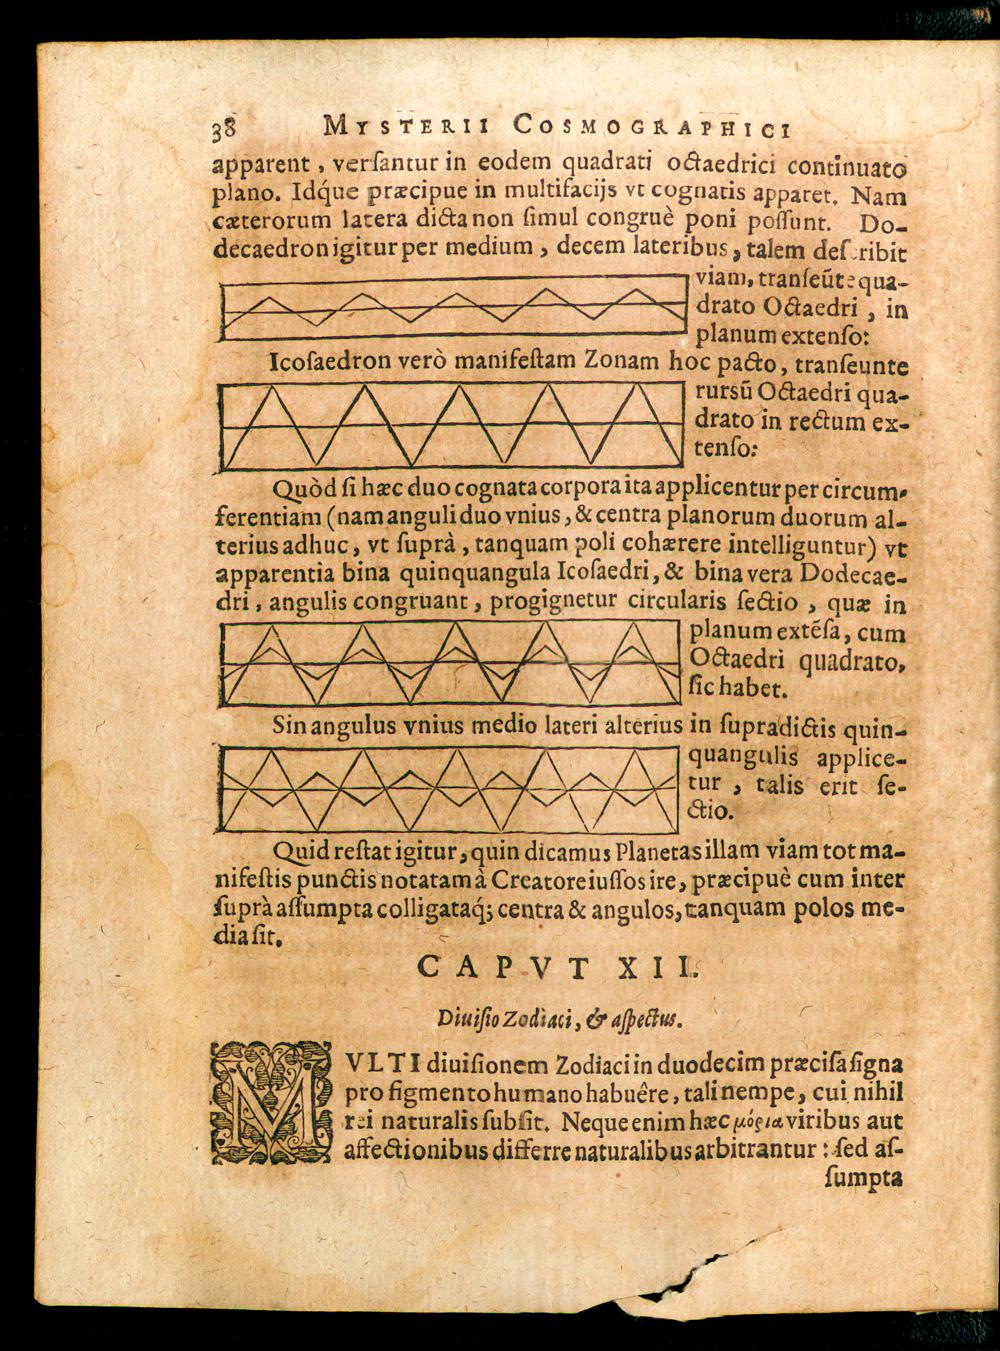 38 MYSTERII COSMOGRAPHICI
apparent, verſantur in eodem quadrati octaedrici continuato
plano. Idq́ue præcipue in multifacijs vt cognatis apparet. Nam
cæterorum latera dicta non ſimul congruè poni poſſunt. Do-
decaedron igitur per medium, decem lateribus, talem deſcribit
viam, tranſeũte qua-
drato Octaedri, in
planum extenſo:
Icoſaedron verò manifeſtam Zonam hoc pacto, tranſeunte
rursũ Octaedri qua-
drato in rectum ex-
tenſo:
Quòd ſi hæc duo cognata corpora ita applicentur per circum-
ferentiam (nam anguli duo vnius, & centra planorum duorum al-
terius adhuc, vt ſuprà, tanquam poli cohærere intelliguntur) vt
apparentia bina quinquangula Icoſaedri, & bina vera Dodecae-
dri, angulis congruant, progignetur circularis ſectio, quæ in
planum extẽſa, cum
Octaedri quadrato,
ſic habet.
Sin angulus vnius medio lateri alterius in ſupradictis quin-
quangulis applice-
tur, talis erit ſe-
ctio.
Quid reſtat igitur, quin dicamus Planetas illam viam tot ma-
nifeſtis punctis notatam à Creatore iuſſos ire, præcipuè cum inter
ſuprà aſſumpta colligataq́; centra & angulos, tanquam polos me-
dia ſit.
CAPVT XII.
Diuiſio Zodiaci, & aſpectus.
MVLTI diuiſionem Zodiaci in duodecim præciſa ſigna
pro figmento humano habuêre, tali nempe, cui nihil
rei naturalis ſubſit. Neque enim hæc μόρια viribus aut
affectionibus differre naturalibus arbitrantur: ſed aſ-
ſumpta